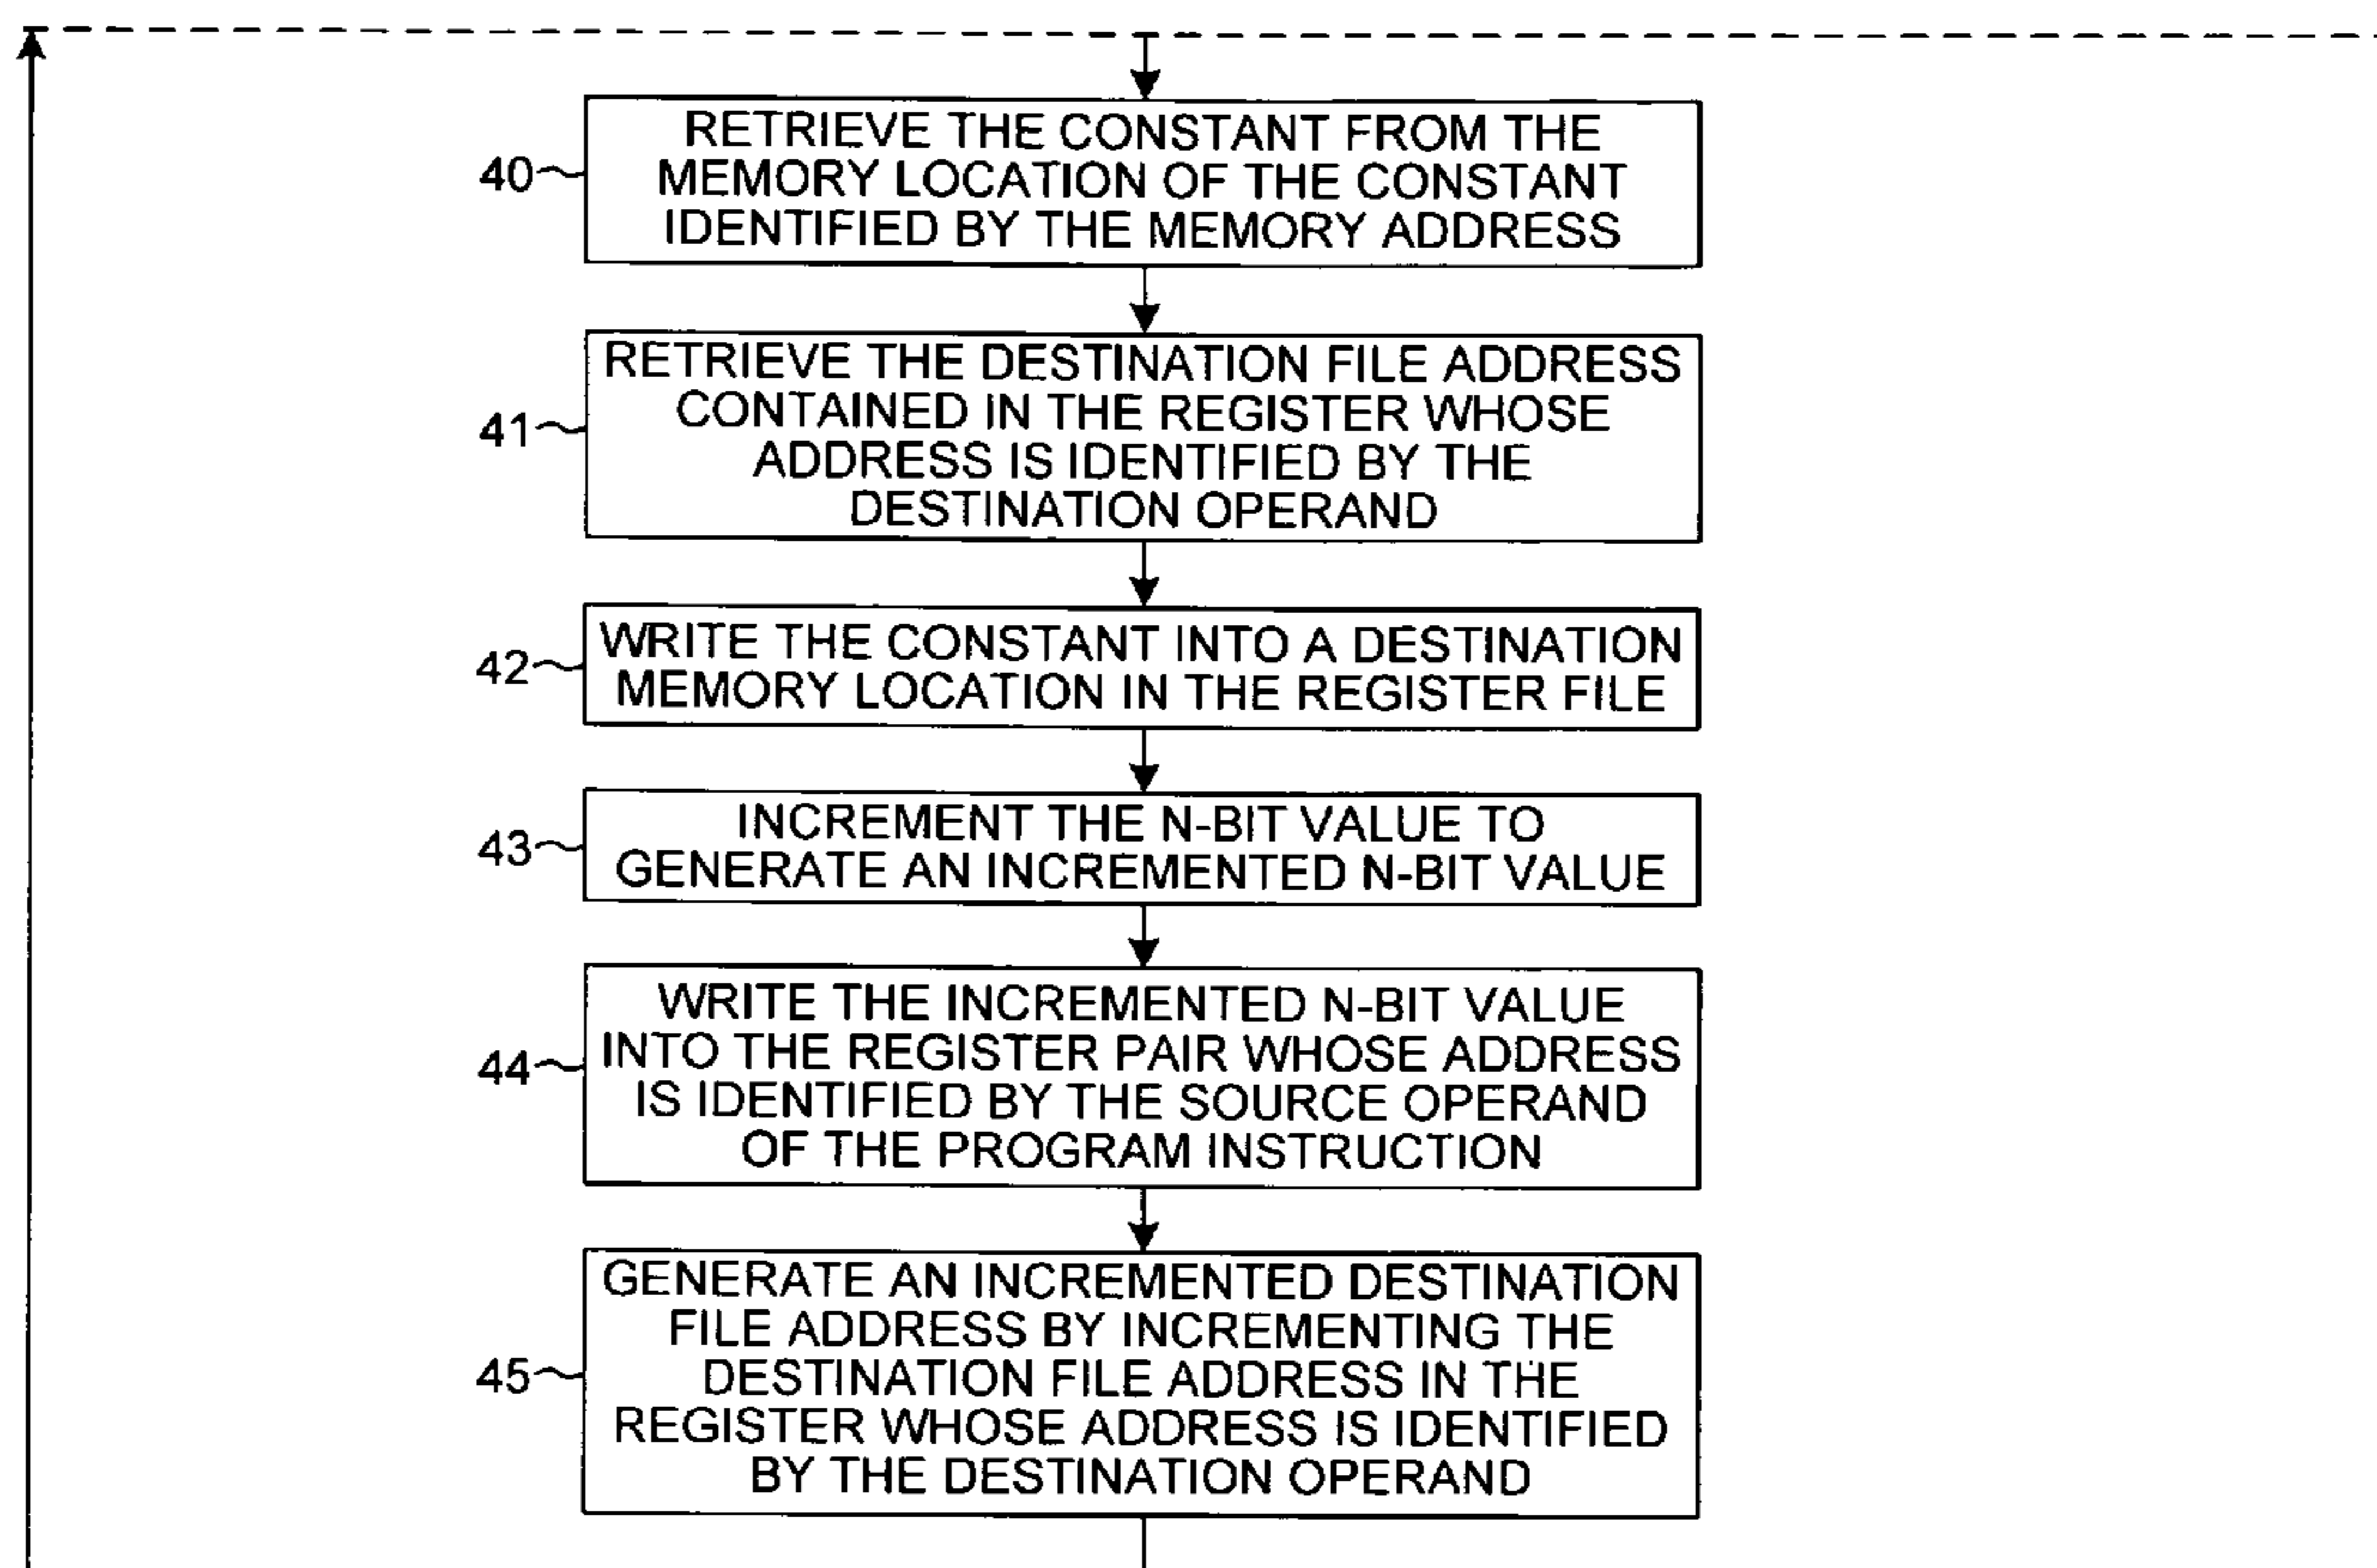 RETRIEVE THE CONSTANT FROM THE
MEMORY LOCATION OF THE CONSTANT
IDENTIFIED BY THE MEMORY ADDRESS
40
RETRIEVE THE DESTINATION FILE ADDRESS
CONTAINED IN THE REGISTER WHOSE
ADDRESS IS IDENTIFIED BY THE
DESTINATION OPERAND
41
WRITE THE CONSTANT INTO A DESTINATION
MEMORY LOCATION IN THE REGISTER FILE
42
INCREMENT THE N-BIT VALUE TO
GENERATE AN INCREMENTED N-BIT VALUE
43
WRITE THE INCREMENTED N-BIT VALUE
INTO THE REGISTER PAIR WHOSE ADDRESS
IS IDENTIFIED BY THE SOURCE OPERAND
OF THE PROGRAM INSTRUCTION
44
GENERATE AN INCREMENTED DESTINATION
FILE ADDRESS BY INCREMENTING THE
DESTINATION FILE ADDRESS IN THE
REGISTER WHOSE ADDRESS IS IDENTIFIED
BY THE DESTINATION OPERAND
45